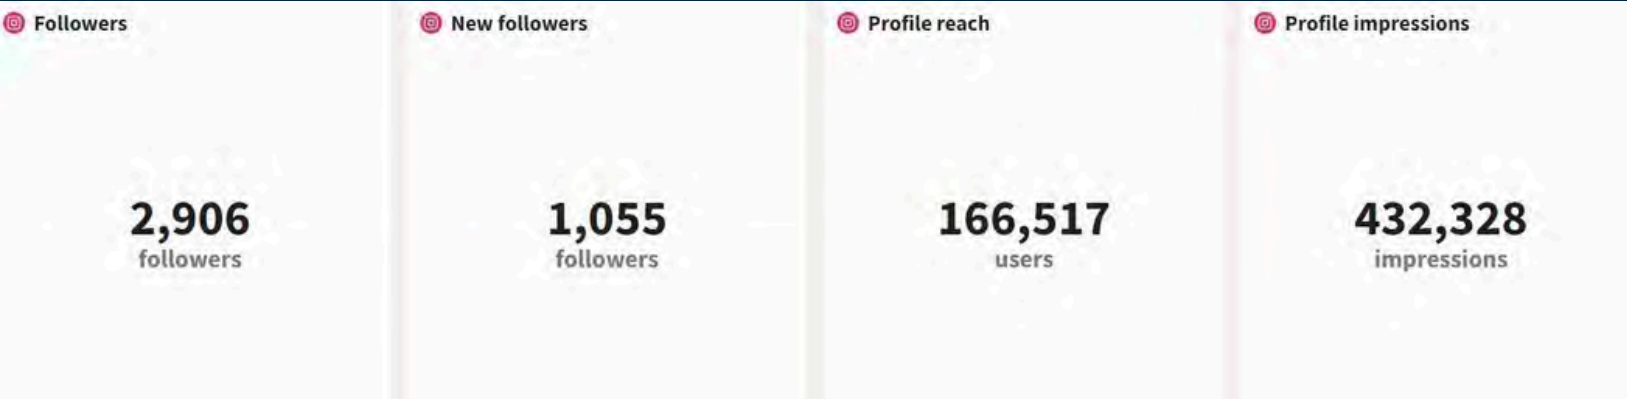 Followers
2,906
followers
New followers
1,055
followers
Profile reach
166,517
users
Profile impressions
432,328
impressions